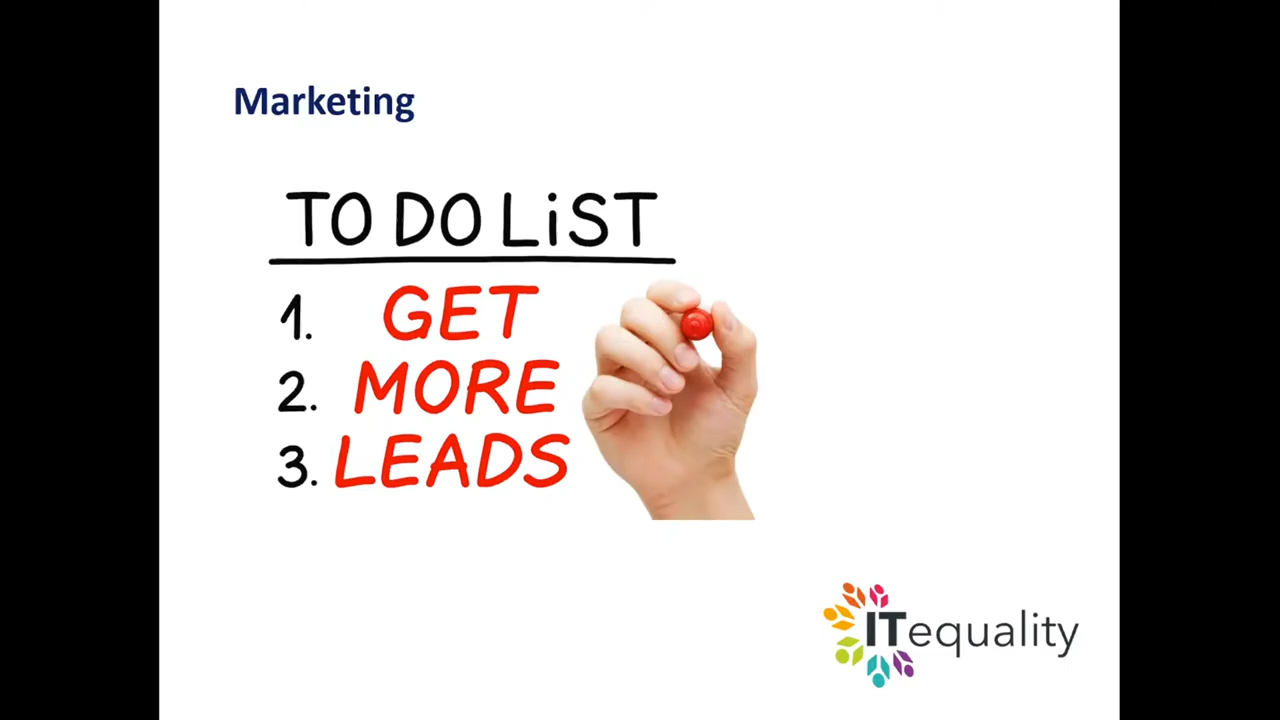 Marketing
TO DO LiST
1. GET
2. MORE
3. LEADS
ITequality